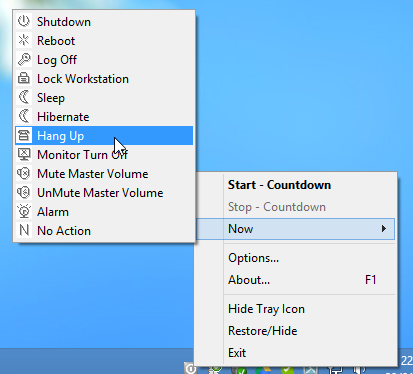 Shutdown
Reboot
Log Off
Lock Workstation
Sleep
Hibernate
Hang Up
Monitor Turn Off
Mute Master Volume
UnMute Master Volume
Alarm
No Action
Start - Countdown
Stop - Countdown
Now
Options...
About... F1
Hide Tray Icon
Restore/Hide
Exit
22